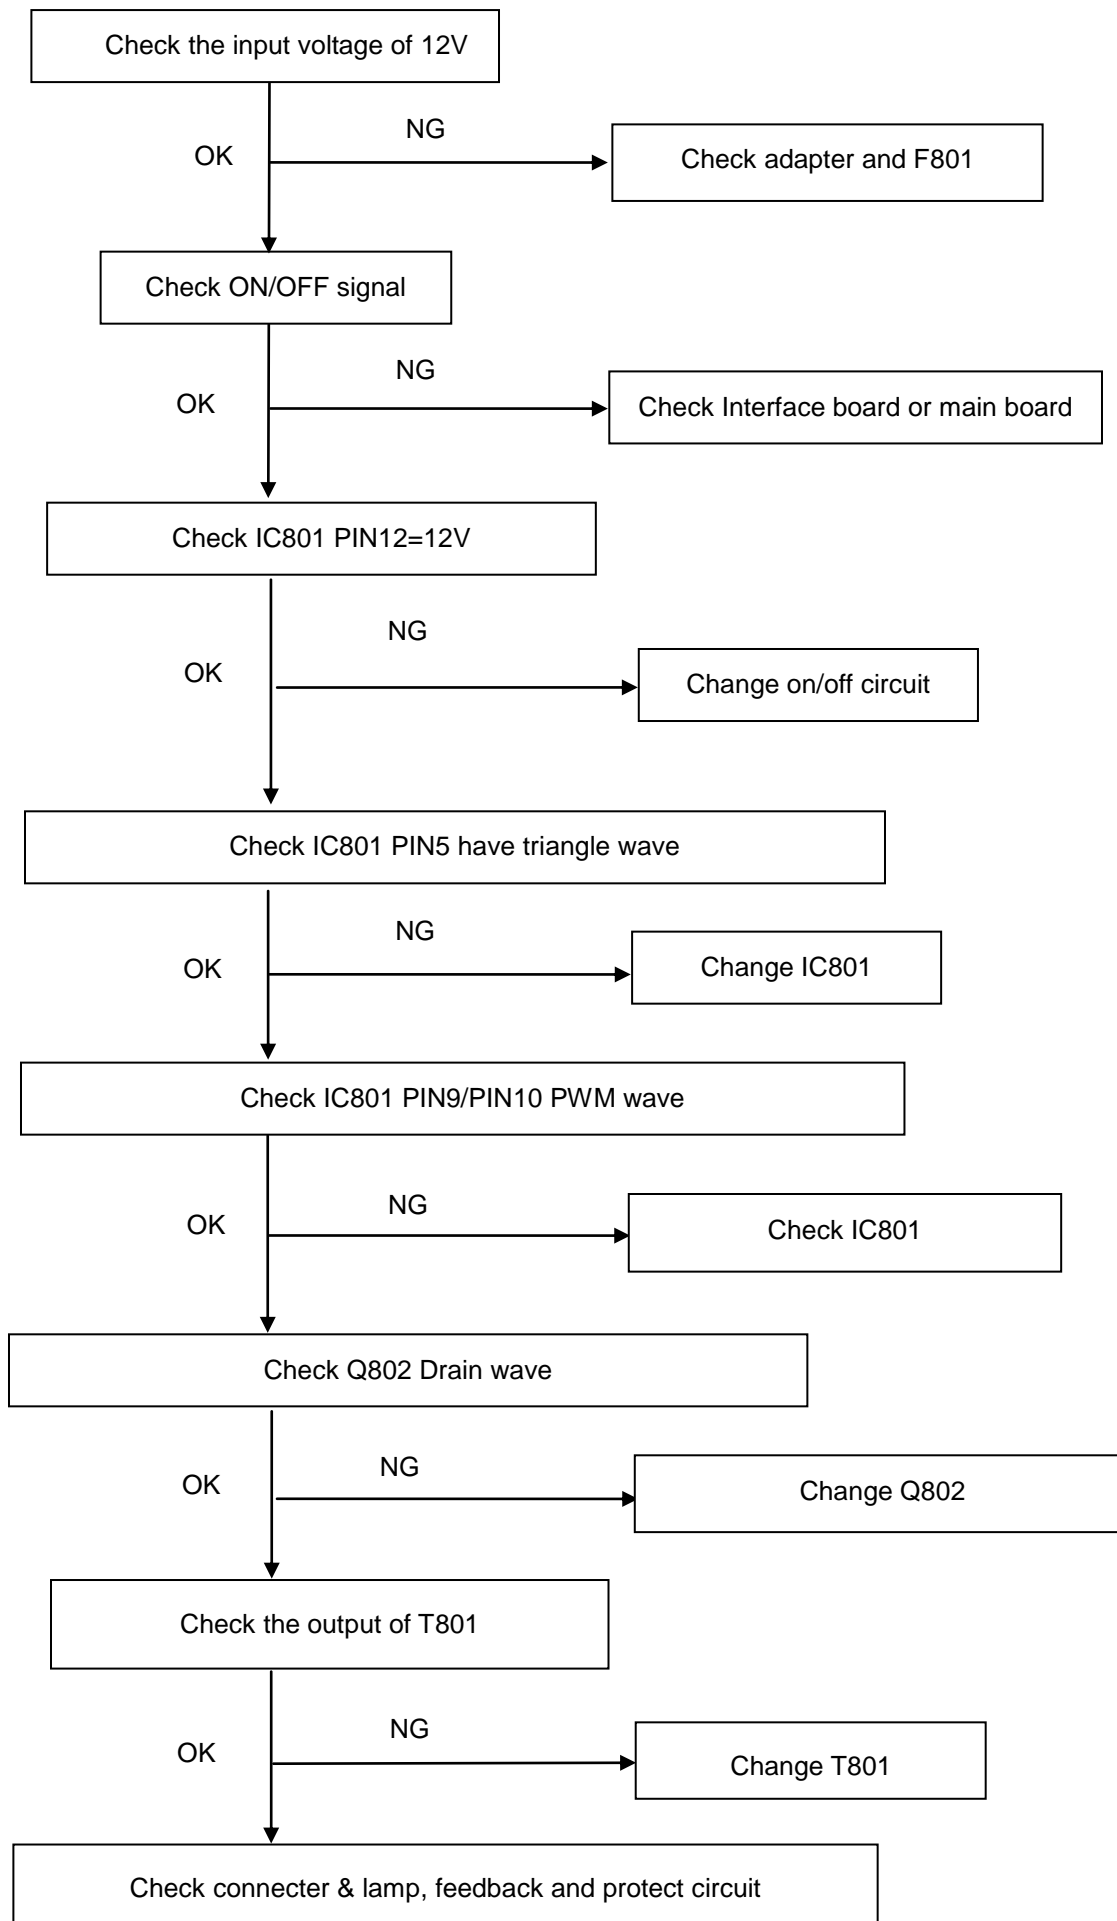 Check the input voltage of 12V
NG
OK
Check adapter and F801
Check ON/OFF signal
NG
OK
Check Interface board or main board
Check IC801 PIN12=12V
NG
OK
Change on/off circuit
Check IC801 PIN5 have triangle wave
NG
OK
Change IC801
Check IC801 PIN9/PIN10 PWM wave
NG
OK
Check IC801
Check Q802 Drain wave
NG
OK
Change Q802
Check the output of T801
NG
OK
Change T801
Check connecter & lamp, feedback and protect circuit